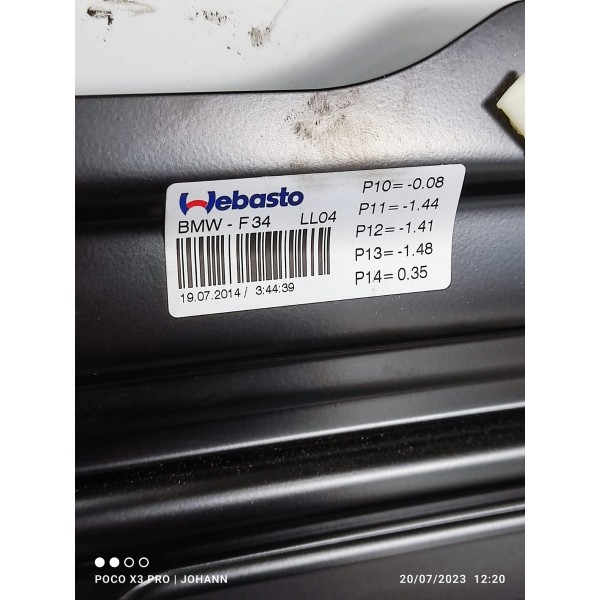 Webasto
BMW - F34 LL04
19.07.2014 / 3:44:39
P10= -0.08
P11= -1.44
P12= -1.41
P13= -1.48
P14= 0.35
POCO X3 PRO | JOHANN
20/07/2023 12:20